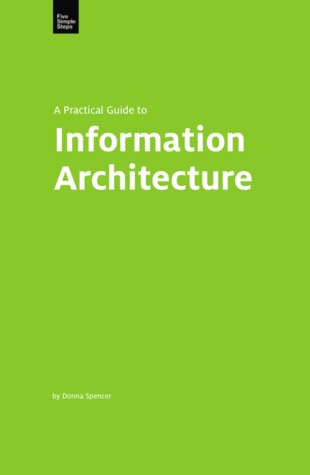 Five
Simple
Steps
A Practical Guide to
Information
Architecture
by Donna Spencer